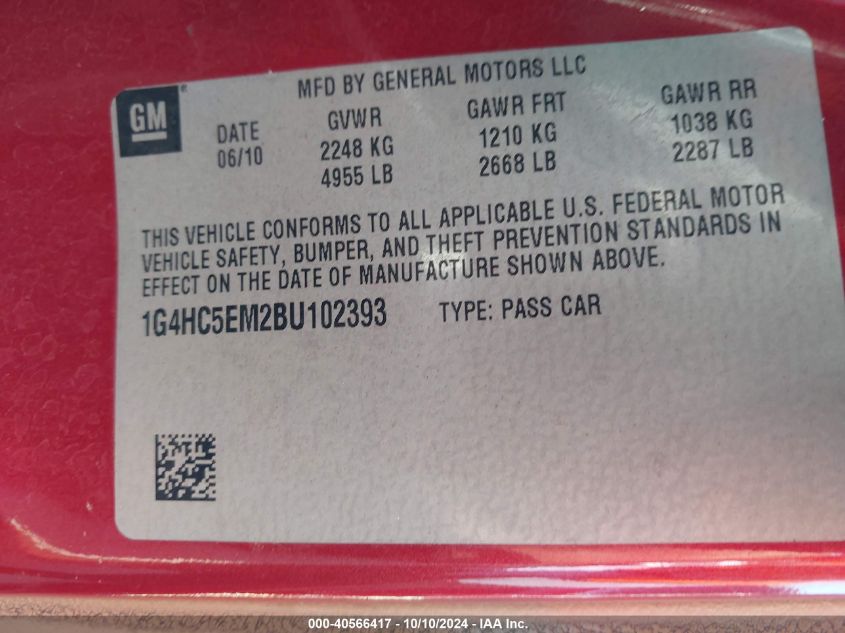 MFD BY GENERAL MOTORS LLC
GM®
DATE GVWR GAWR FRT GAWR RR
06/10 2248 KG 1210 KG 1038 KG
4955 LB 2668 LB 2287 LB
THIS VEHICLE CONFORMS TO ALL APPLICABLE U.S. FEDERAL MOTOR
VEHICLE SAFETY, BUMPER, AND THEFT PREVENTION STANDARDS IN
EFFECT ON THE DATE OF MANUFACTURE SHOWN ABOVE.
1G4HC5EM2BU102393 TYPE: PASS CAR
000-40566417 - 10/10/2024 - IAA Inc.